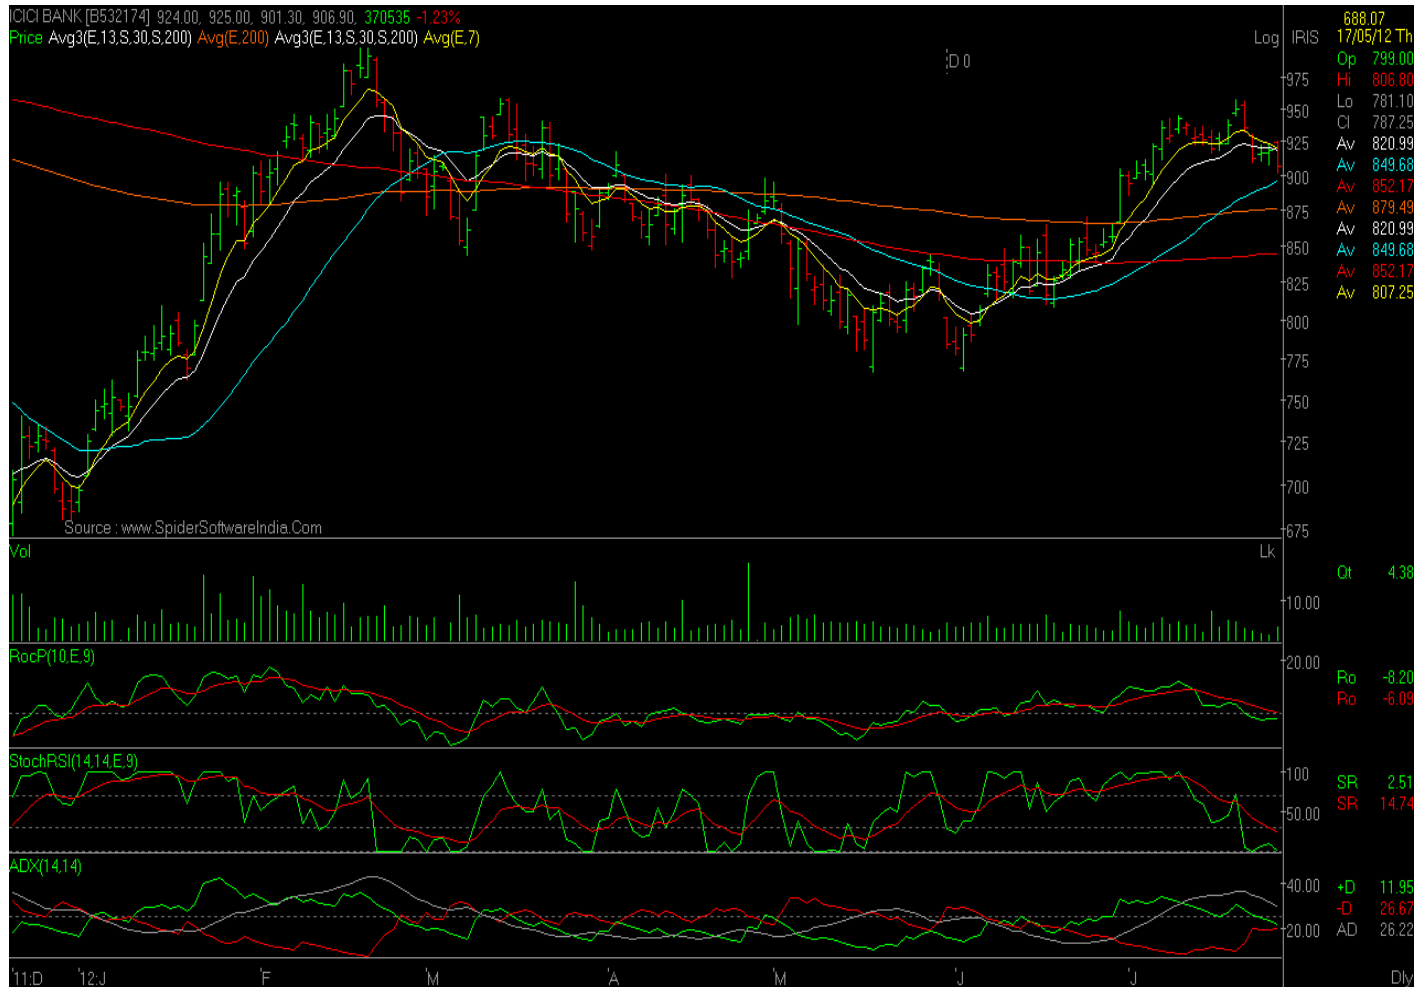 ICICI BANK [B532174] 924.00, 925.00, 901.30, 906.90, 370535 -1.23%
Price Avg3(E,13,S,30,S,200) Avg(E,200) Avg3(E,13,S,30,S,200) Avg(E,7)
D 0
Log IRIS
975
950
925
900
875
850
825
800
775
750
725
700
675
688.07
17/05/12 Th
Op 799.00
Hi 806.80
Lo 781.10
Cl 787.25
Av 820.99
Av 849.68
Av 852.17
Av 879.49
Av 820.99
Av 849.68
Av 852.17
Av 807.25
Source : www.SpiderSoftwareIndia.Com
Vol
Lk
10.00
Qt 4.38
RocP(10,E,9)
20.00
Ro -8.20
Ro -6.09
StochRSI(14,14,E,9)
100
50.00
SR 2.51
SR 14.74
ADX(14,14)
40.00
20.00
+D 11.95
-D 26.67
AD 26.22
'11:D '12:J 'F 'M 'A 'M 'J 'J Dly